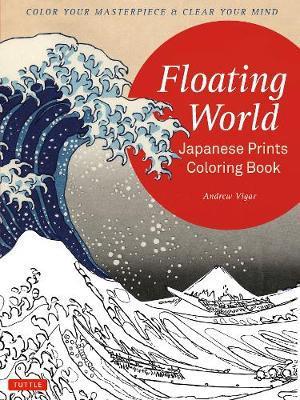 COLOR YOUR MASTERPIECE & CLEAR YOUR MIND
Floating
World
Japanese Prints
Coloring Book
Andrew Vigar
TUTTLE